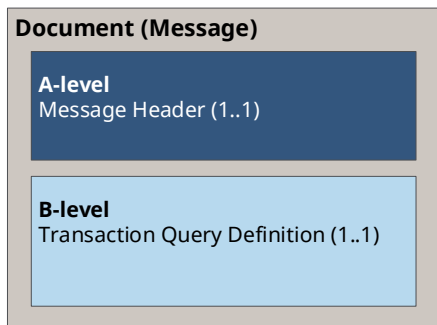 Document (Message)
A-level
Message Header (1..1)
B-level
Transaction Query Definition (1..1)